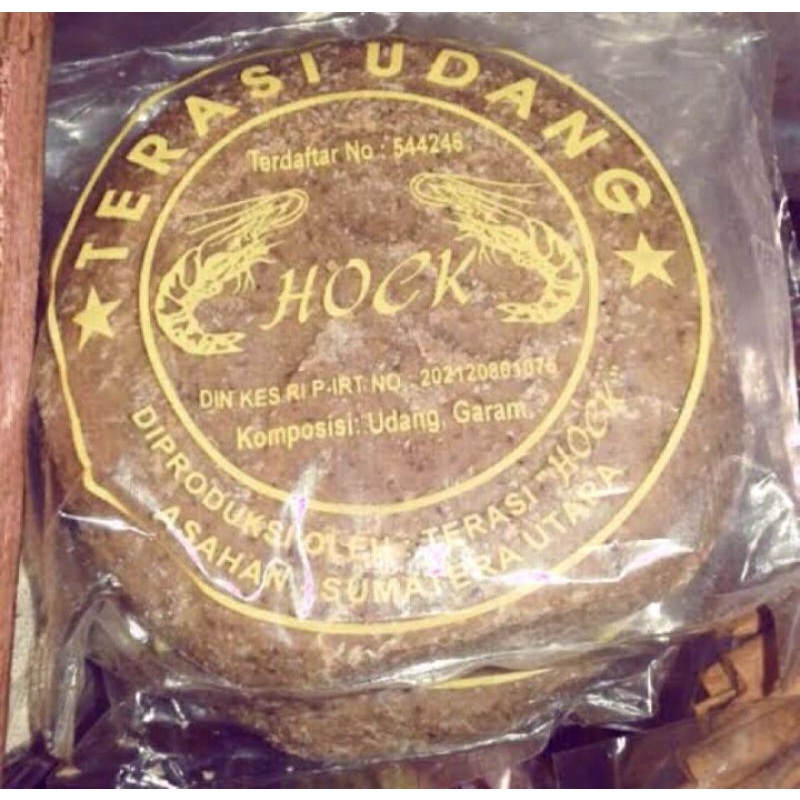 TERASI UDANG
Terdaftar No : 544246
HOCK
DIN KES RI P-IRT NO : 202120801076
Komposisi: Udang, Garam.
DIPRODUKSI OLEH : TERASI "HOCK"
ASAHAN - SUMATERA UTARA